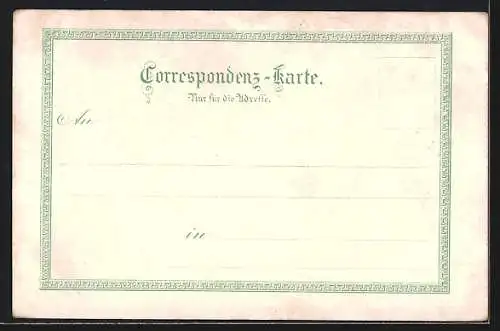 Correspondenz-Karte.
Nur für die Adresse.
An
in